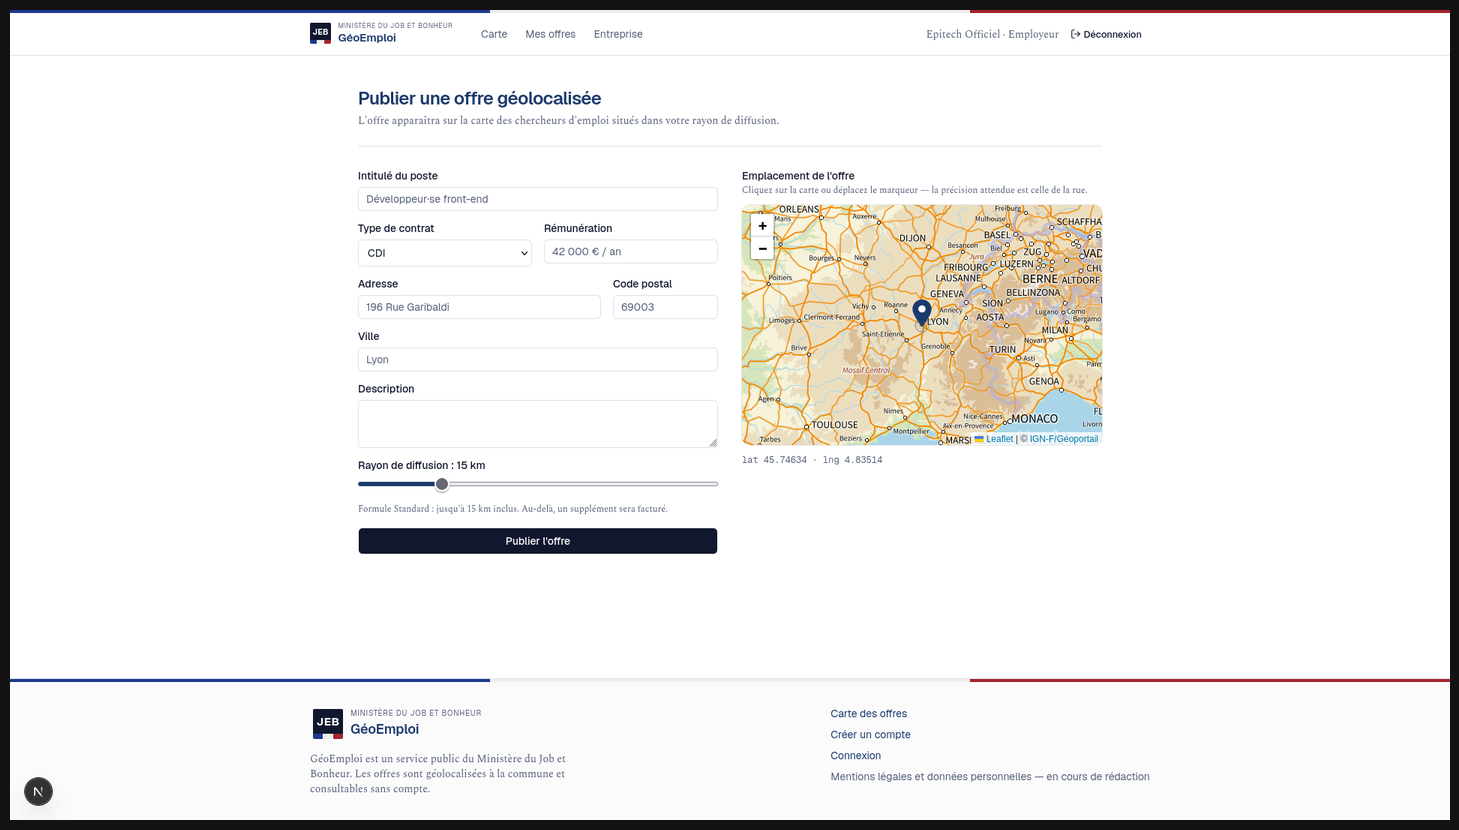 JEB
MINISTÈRE DU JOB ET BONHEUR
GéoEmploi
Carte
Mes offres
Entreprise
Epitech Officiel · Employeur
Déconnexion
Publier une offre géolocalisée
L'offre apparaîtra sur la carte des chercheurs d'emploi situés dans votre rayon de diffusion.
Intitulé du poste
Développeur·se front-end
Type de contrat
Rémunération
CDI
42 000 € / an
Adresse
Code postal
196 Rue Garibaldi
69003
Ville
Lyon
Description
Rayon de diffusion : 15 km
Formule Standard : jusqu'à 15 km inclus. Au-delà, un supplément sera facturé.
Publier l'offre
Emplacement de l'offre
Cliquez sur la carte ou déplacez le marqueur — la précision attendue est celle de la rue.
+
−
ORLEANS
Mans
Auxerre
Freiburg
Mulhouse
SCHAFFHA
DIJON
BASEL
Besancon
Biel
ZUG
VAD
Jura
Bourges
Nevers
FRIBOURG
LUZERN
CHU
LAUSANNE
BERNE
ALTDORF
Poitiers
GENEVA
BELLINZONA
Vichy
Roanne
Annecy
SION
Lugano
Como
Limoges
Clermont-Ferrand
LYON
AOSTA
Bergamo
Saint-Etienne
MILAN
Brive
Grenoble
Novara
TURIN
Asti
Massif Central
Parm
GENOA
Agen
Nimes
Nice-Cannes
MONACO
FL
TOULOUSE
Aix-en-Provence
Livorn
Montpellier
Tarbes
Beziers
MARSI
Leaflet | © IGN-F/Géoportail
lat 45.74634 · lng 4.83514
JEB
MINISTÈRE DU JOB ET BONHEUR
GéoEmploi
GéoEmploi est un service public du Ministère du Job et
Bonheur. Les offres sont géolocalisées à la commune et
consultables sans compte.
Carte des offres
Créer un compte
Connexion
Mentions légales et données personnelles — en cours de rédaction
N